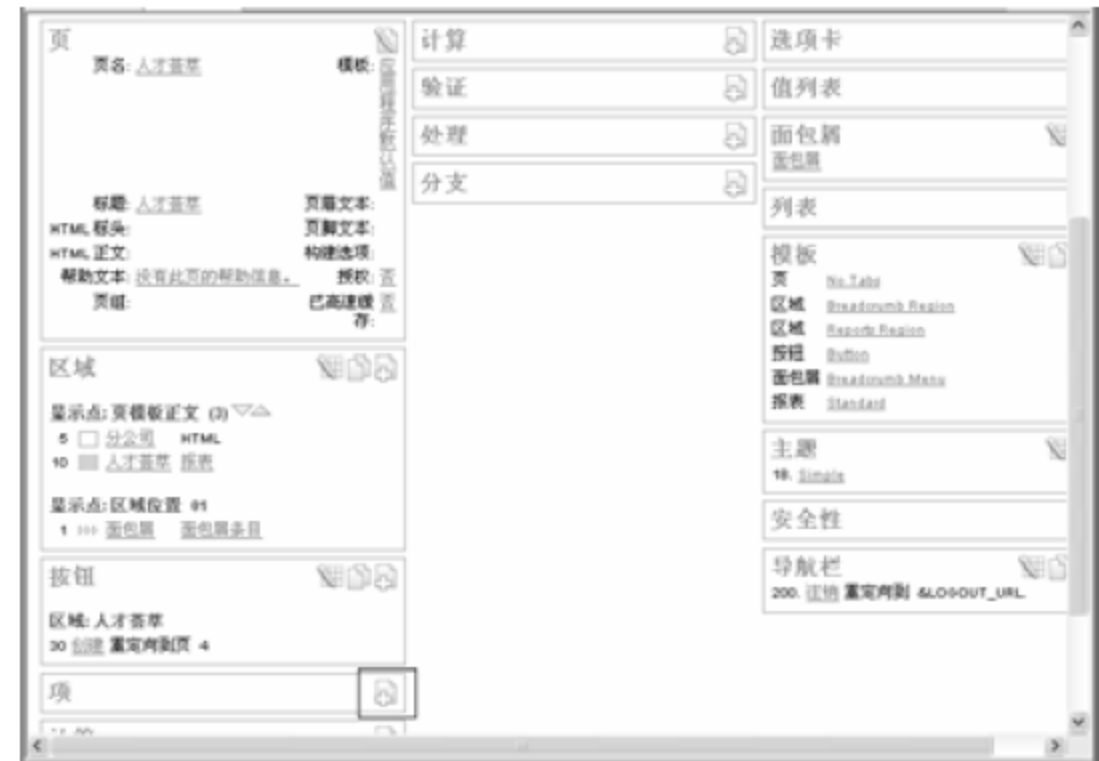 页
页名: 人才荟萃
模板: 应用程序默认值
标题: 人才荟萃
页眉文本:
HTML 标头:
页脚文本:
HTML 正文:
构建选项:
帮助文本: 没有此页的帮助信息。
授权: 否
页组:
已高速缓存: 否
区域
显示点: 页模板正文 (3)
5 分公司 HTML
10 人才荟萃 报表
显示点: 区域位置 01
1 面包屑 面包屑条目
按钮
区域: 人才荟萃
30 创建 重定向到页 4
项
计算
验证
处理
分支
选项卡
值列表
面包屑
面包屑
列表
模板
页 No Tabs
区域 Breadcrumb Region
区域 Reports Region
按钮 Button
面包屑 Breadcrumb Menu
报表 Standard
主题
18. Simple
安全性
导航栏
200. 注销 重定向到 &LOGOUT_URL.